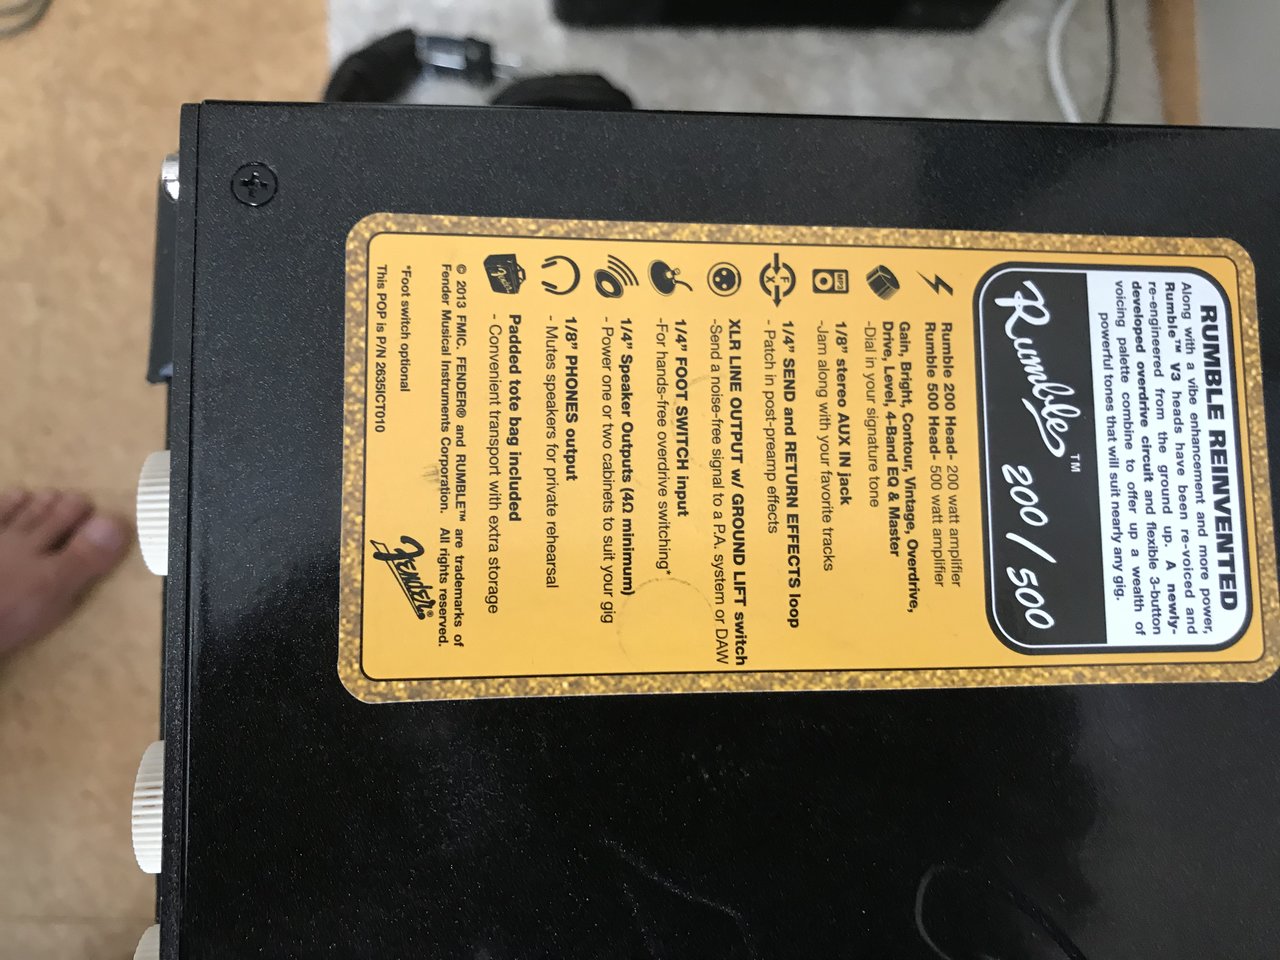 RUMBLE REINVENTED
Along with a vibe enhancement and more power,
Rumble™ V3 heads have been re-voiced and
re-engineered from the ground up. A newly-
developed overdrive circuit and flexible 3-button
voicing palette combine to offer up a wealth of
powerful tones that will suit nearly any gig.
Rumble™ 200/500
Rumble 200 Head- 200 watt amplifier
Rumble 500 Head- 500 watt amplifier
Gain, Bright, Contour, Vintage, Overdrive,
Drive, Level, 4-Band EQ & Master
-Dial in your signature tone
MP3
1/8” stereo AUX IN jack
-Jam along with your favorite tracks
F X
1/4” SEND and RETURN EFFECTS loop
- Patch in post-preamp effects
XLR LINE OUTPUT w/ GROUND LIFT switch
-Send a noise-free signal to a P.A. system or DAW
1/4” FOOT SWITCH input
-For hands-free overdrive switching*
1/4” Speaker Outputs (4Ω minimum)
- Power one or two cabinets to suit your gig
1/8” PHONES output
- Mutes speakers for private rehearsal
Fender
Padded tote bag included
- Convenient transport with extra storage
© 2013 FMIC. FENDER® and RUMBLE™ are trademarks of
Fender Musical Instruments Corporation. All rights reserved.
*Foot switch optional
This POP is P/N 2635ICT010
Fender®